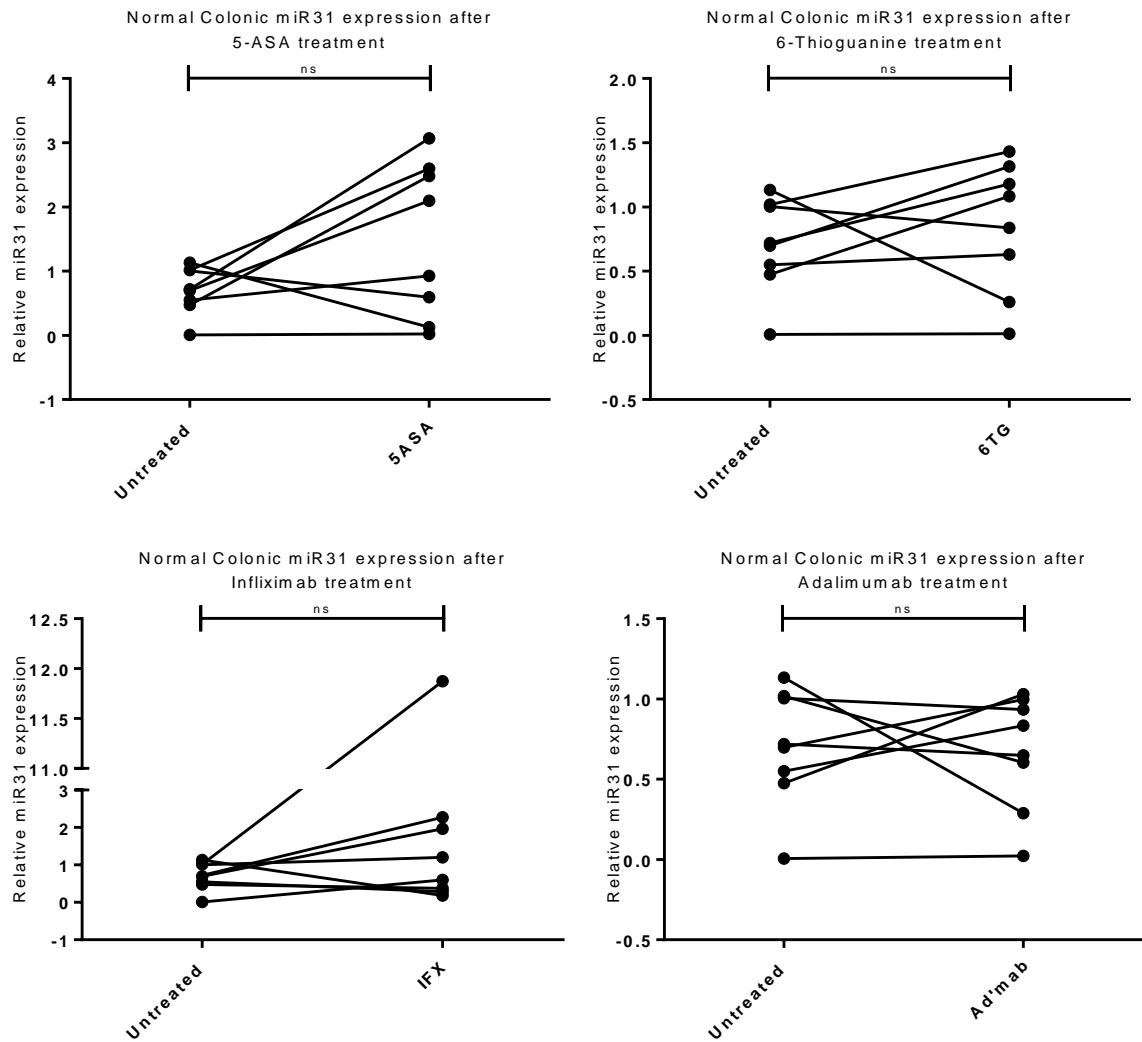 Normal Colonic miR31 expression after
5-ASA treatment
ns
Relative miR31 expression
4
3
2
1
0
-1
Untreated
5ASA
Normal Colonic miR31 expression after
6-Thioguanine treatment
ns
Relative miR31 expression
2.0
1.5
1.0
0.5
0.0
-0.5
Untreated
6TG
Normal Colonic miR31 expression after
Infliximab treatment
ns
Relative miR31 expression
12.5
12.0
11.5
11.0
3
2
1
0
-1
Untreated
IFX
Normal Colonic miR31 expression after
Adalimumab treatment
ns
Relative miR31 expression
1.5
1.0
0.5
0.0
-0.5
Untreated
Ad'mab